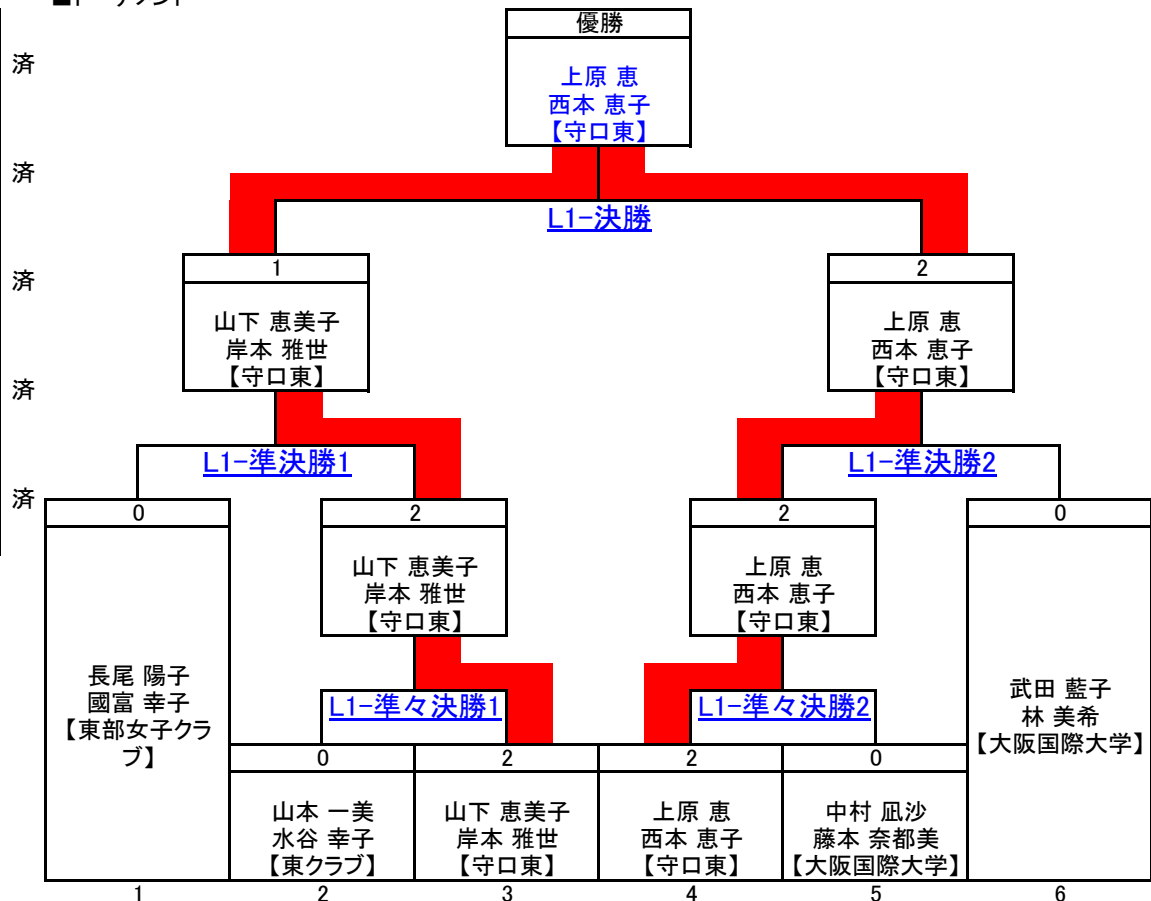 優勝
済
上原 恵
西本 恵子
【守口東】
済
L1-決勝
済
1
2
山下 恵美子
岸本 雅世
【守口東】
上原 恵
西本 恵子
【守口東】
済
L1-準決勝1
L1-準決勝2
済
0
2
2
0
山下 恵美子
岸本 雅世
【守口東】
上原 恵
西本 恵子
【守口東】
長尾 陽子
國富 幸子
【東部女子クラ
ブ】
武田 藍子
林 美希
【大阪国際大学】
L1-準々決勝1
L1-準々決勝2
0
2
2
0
山本 一美
水谷 幸子
【東クラブ】
山下 恵美子
岸本 雅世
【守口東】
上原 恵
西本 恵子
【守口東】
中村 凪沙
藤本 奈都美
【大阪国際大学】
1
2
3
4
5
6